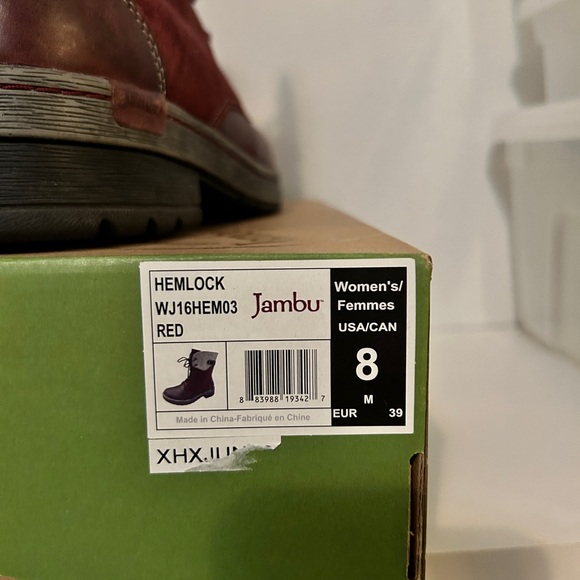 HEMLOCK
WJ16HEM03
RED
Jambu
Women's/
Femmes
USA/CAN
8
M
EUR 39
8 83988 19342 7
Made in China-Fabriqué en Chine